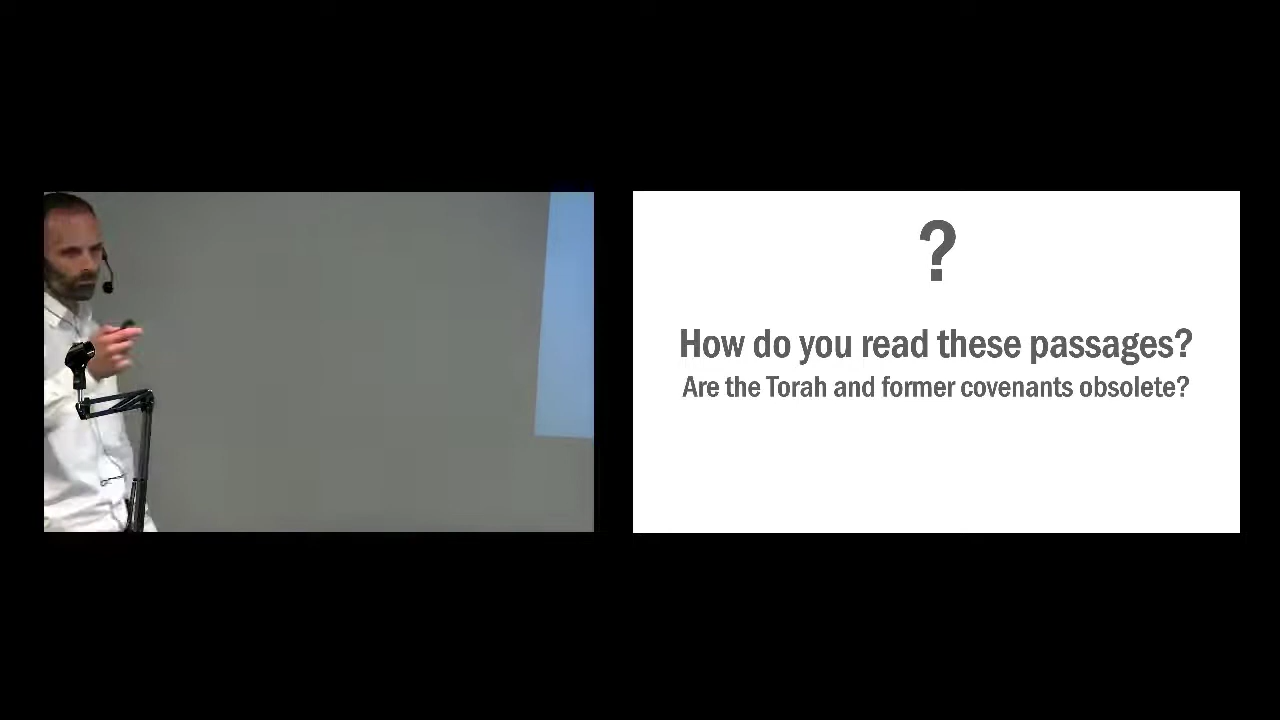 ?
How do you read these passages?
Are the Torah and former covenants obsolete?